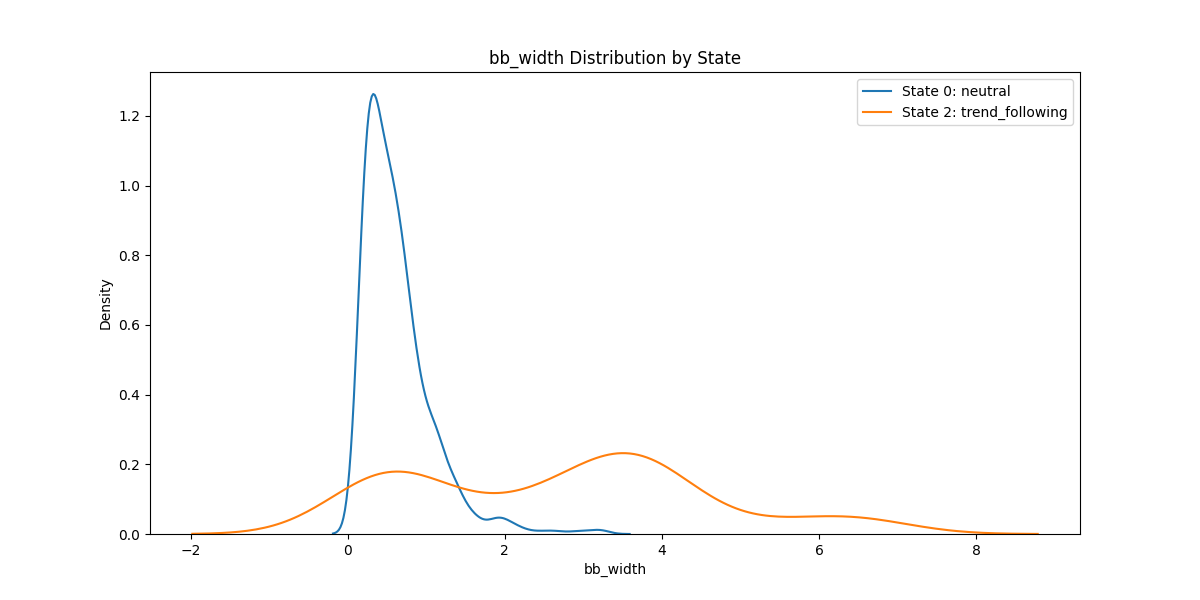 bb_width Distribution by State
State 0: neutral
State 2: trend_following
1.2
1.0
0.8
0.6
0.4
0.2
0.0
Density
−2
0
2
4
6
8
bb_width